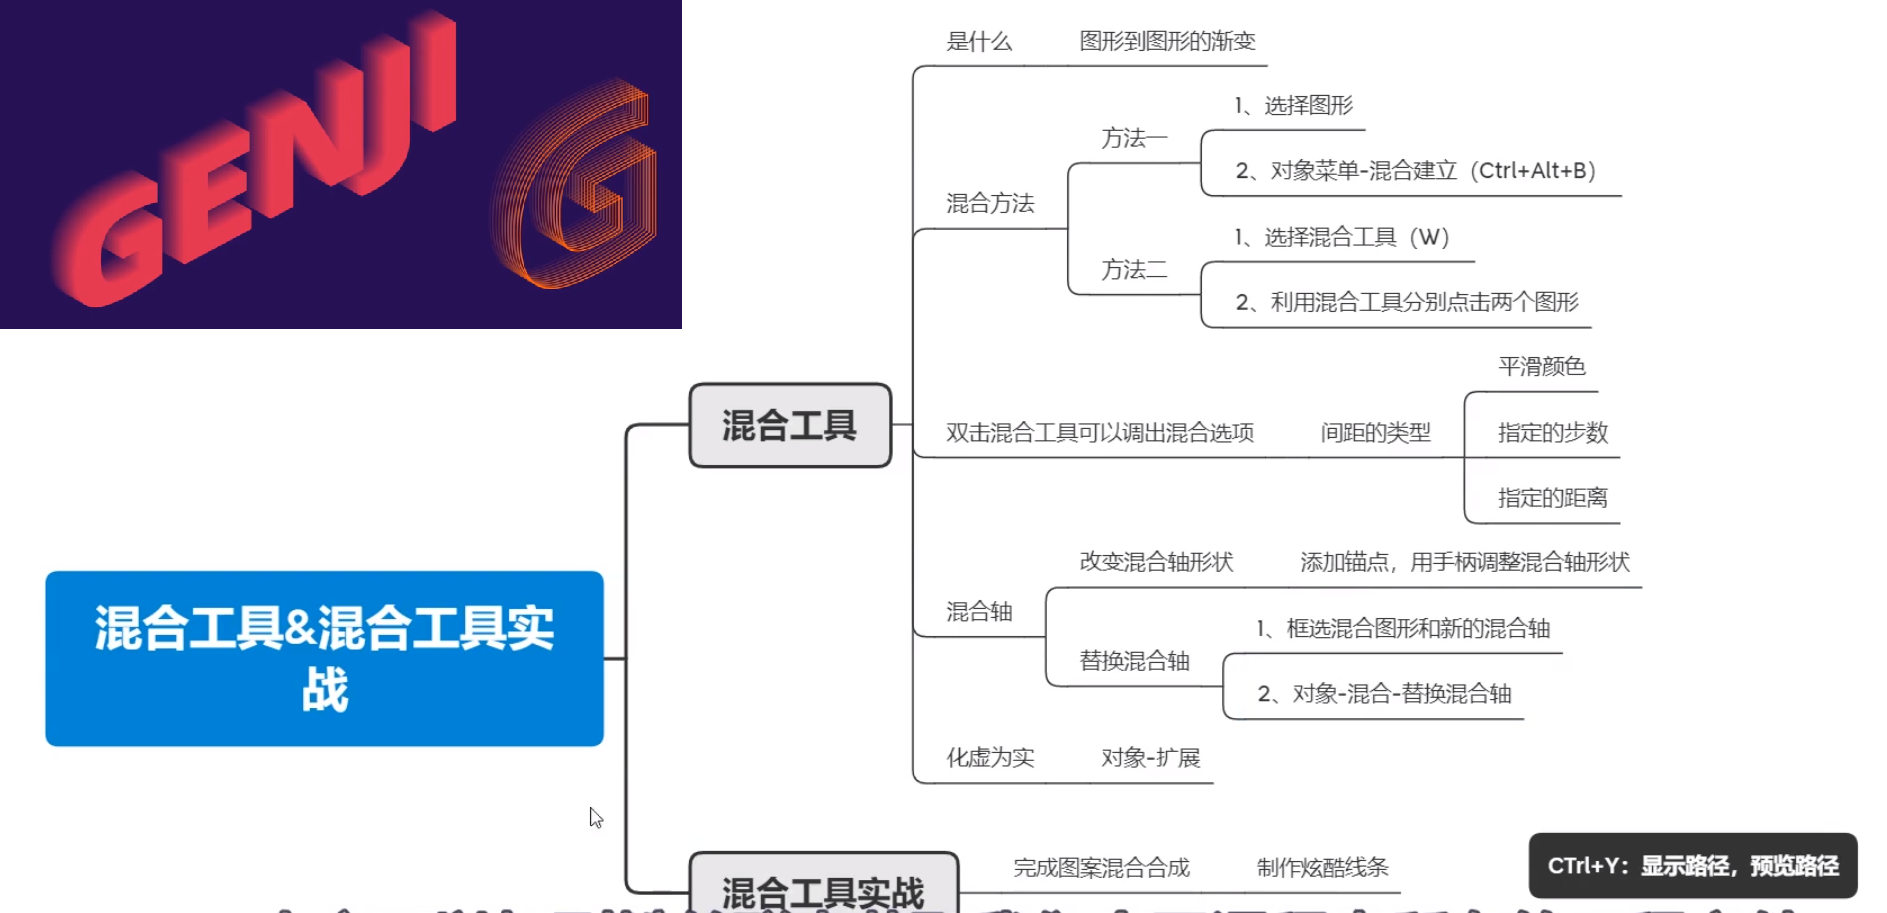 GENJI
G
是什么
图形到图形的渐变
混合方法
方法一
1、选择图形
2、对象菜单-混合建立（Ctrl+Alt+B）
方法二
1、选择混合工具（W）
2、利用混合工具分别点击两个图形
混合工具
双击混合工具可以调出混合选项
间距的类型
平滑颜色
指定的步数
指定的距离
混合轴
改变混合轴形状
添加锚点，用手柄调整混合轴形状
替换混合轴
1、框选混合图形和新的混合轴
2、对象-混合-替换混合轴
化虚为实
对象-扩展
混合工具&混合工具实
战
混合工具实战
完成图案混合合成
制作炫酷线条
CTrl+Y：显示路径，预览路径